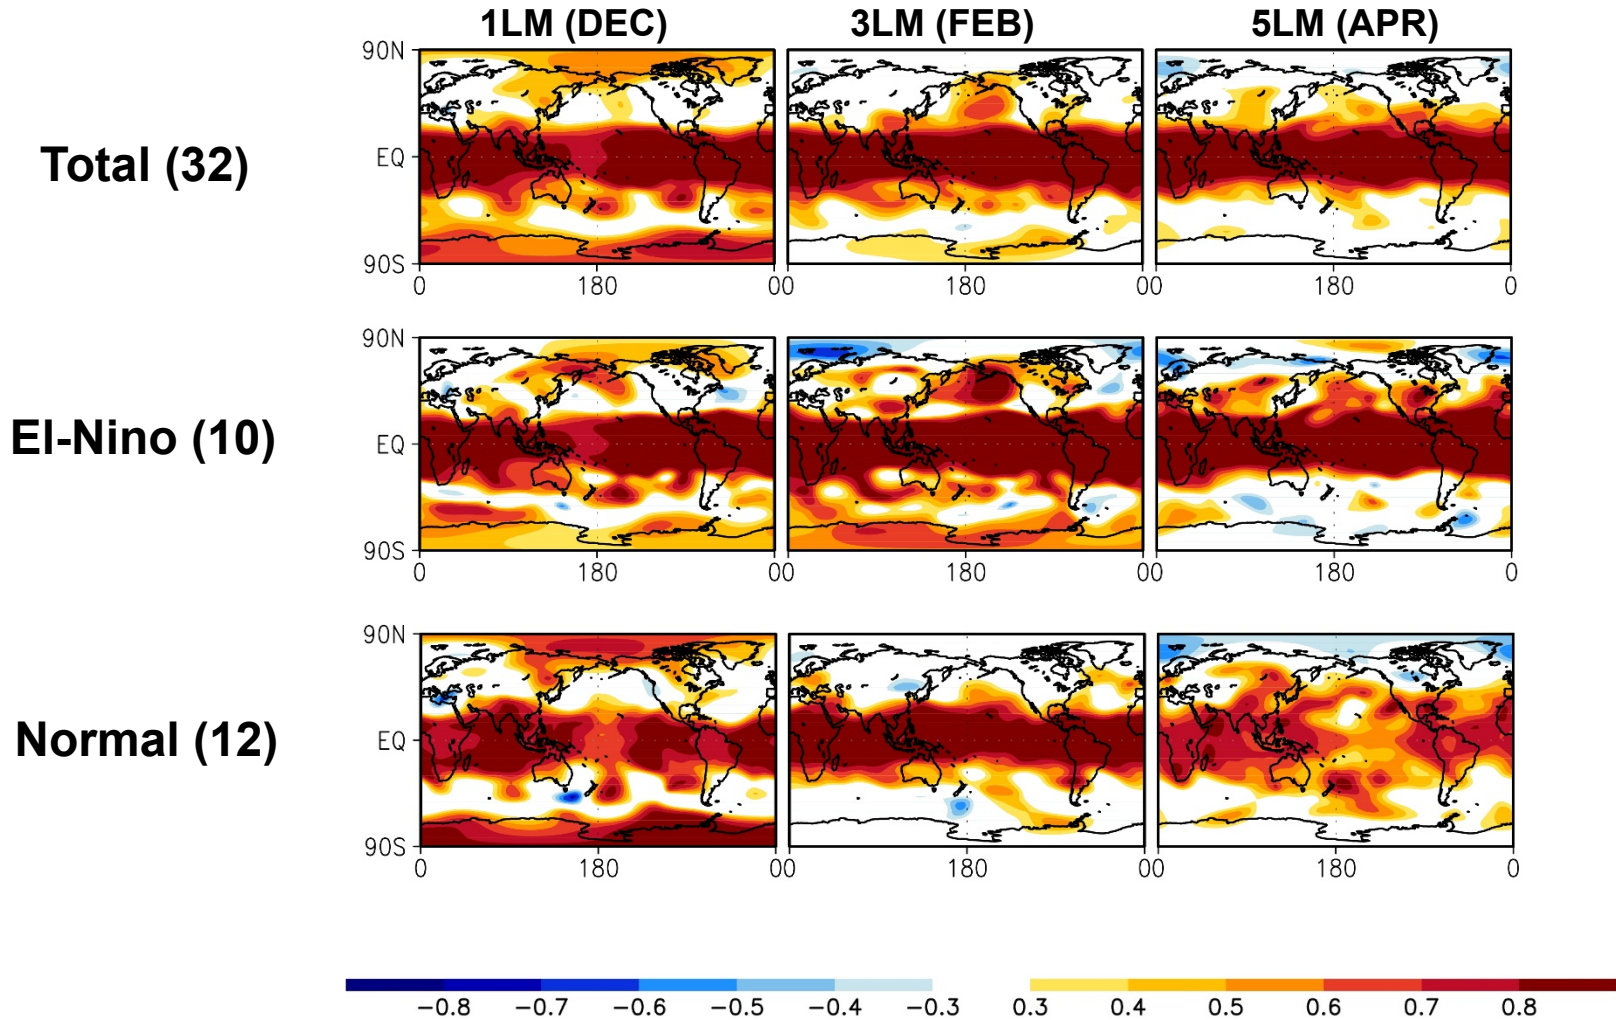 1LM (DEC) 3LM (FEB) 5LM (APR)
Total (32)
90N
EQ
90S
0 180 00 180 00 180 0
El-Nino (10)
90N
EQ
90S
0 180 00 180 00 180 0
Normal (12)
90N
EQ
90S
0 180 00 180 00 180 0
−0.8 −0.7 −0.6 −0.5 −0.4 −0.3 0.3 0.4 0.5 0.6 0.7 0.8